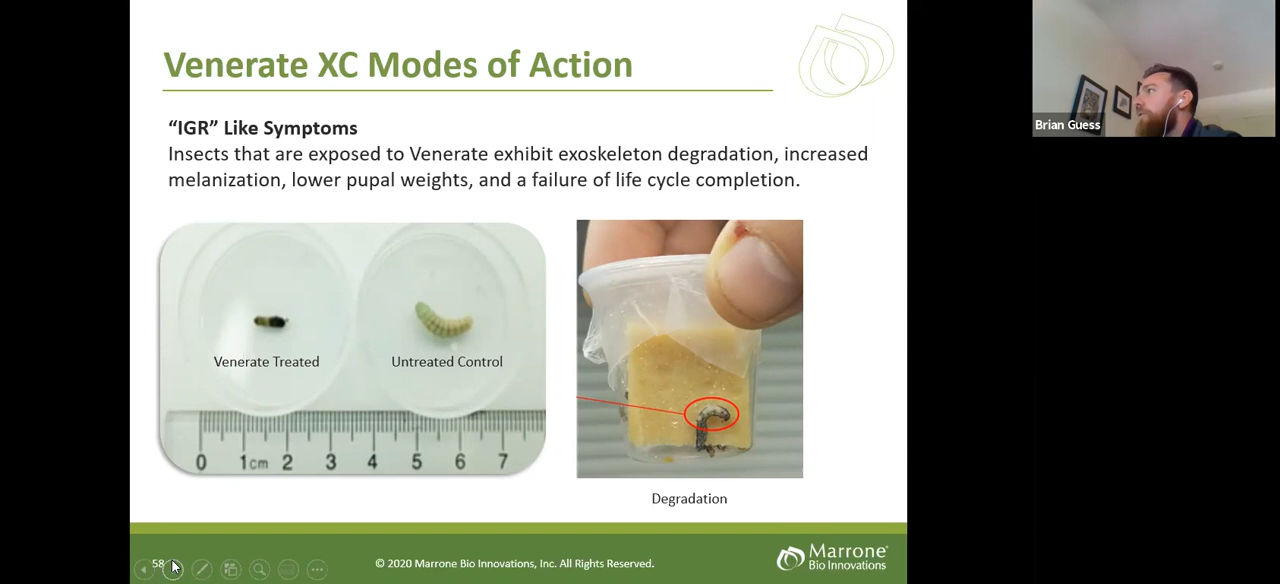 Venerate XC Modes of Action
Brian Guess
“IGR” Like Symptoms
Insects that are exposed to Venerate exhibit exoskeleton degradation, increased
melanization, lower pupal weights, and a failure of life cycle completion.
Venerate Treated
Untreated Control
0 1cm 2 3 4 5 6 7
Degradation
58
© 2020 Marrone Bio Innovations, Inc. All Rights Reserved.
Marrone®
Bio Innovations